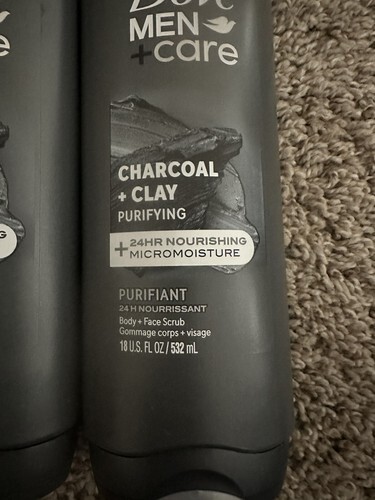 Dove
MEN
+care
CHARCOAL
+ CLAY
PURIFYING
+24HR NOURISHING
MICROMOISTURE
PURIFIANT
24 H NOURRISSANT
Body + Face Scrub
Gommage corps + visage
18 U.S. FL OZ / 532 mL